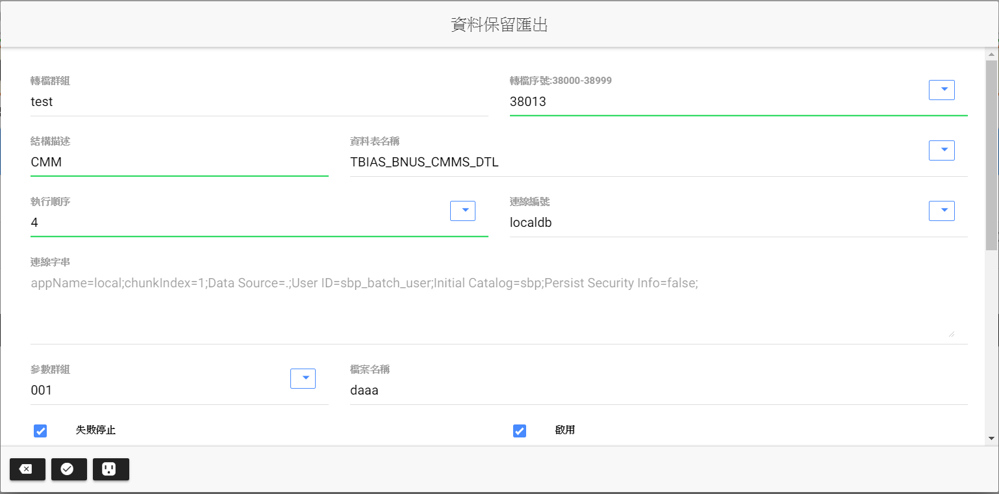 資料保留匯出
轉檔群組
test
轉檔序號:38000-38999
38013
結構描述
CMM
資料表名稱
TBIAS_BNUS_CMMS_DTL
執行順序
4
連線編號
localdb
連線字串
appName=local;chunkIndex=1;Data Source=.;User ID=sbp_batch_user;Initial Catalog=sbp;Persist Security Info=false;
參數群組
001
檔案名稱
daaa
失敗停止
啟用